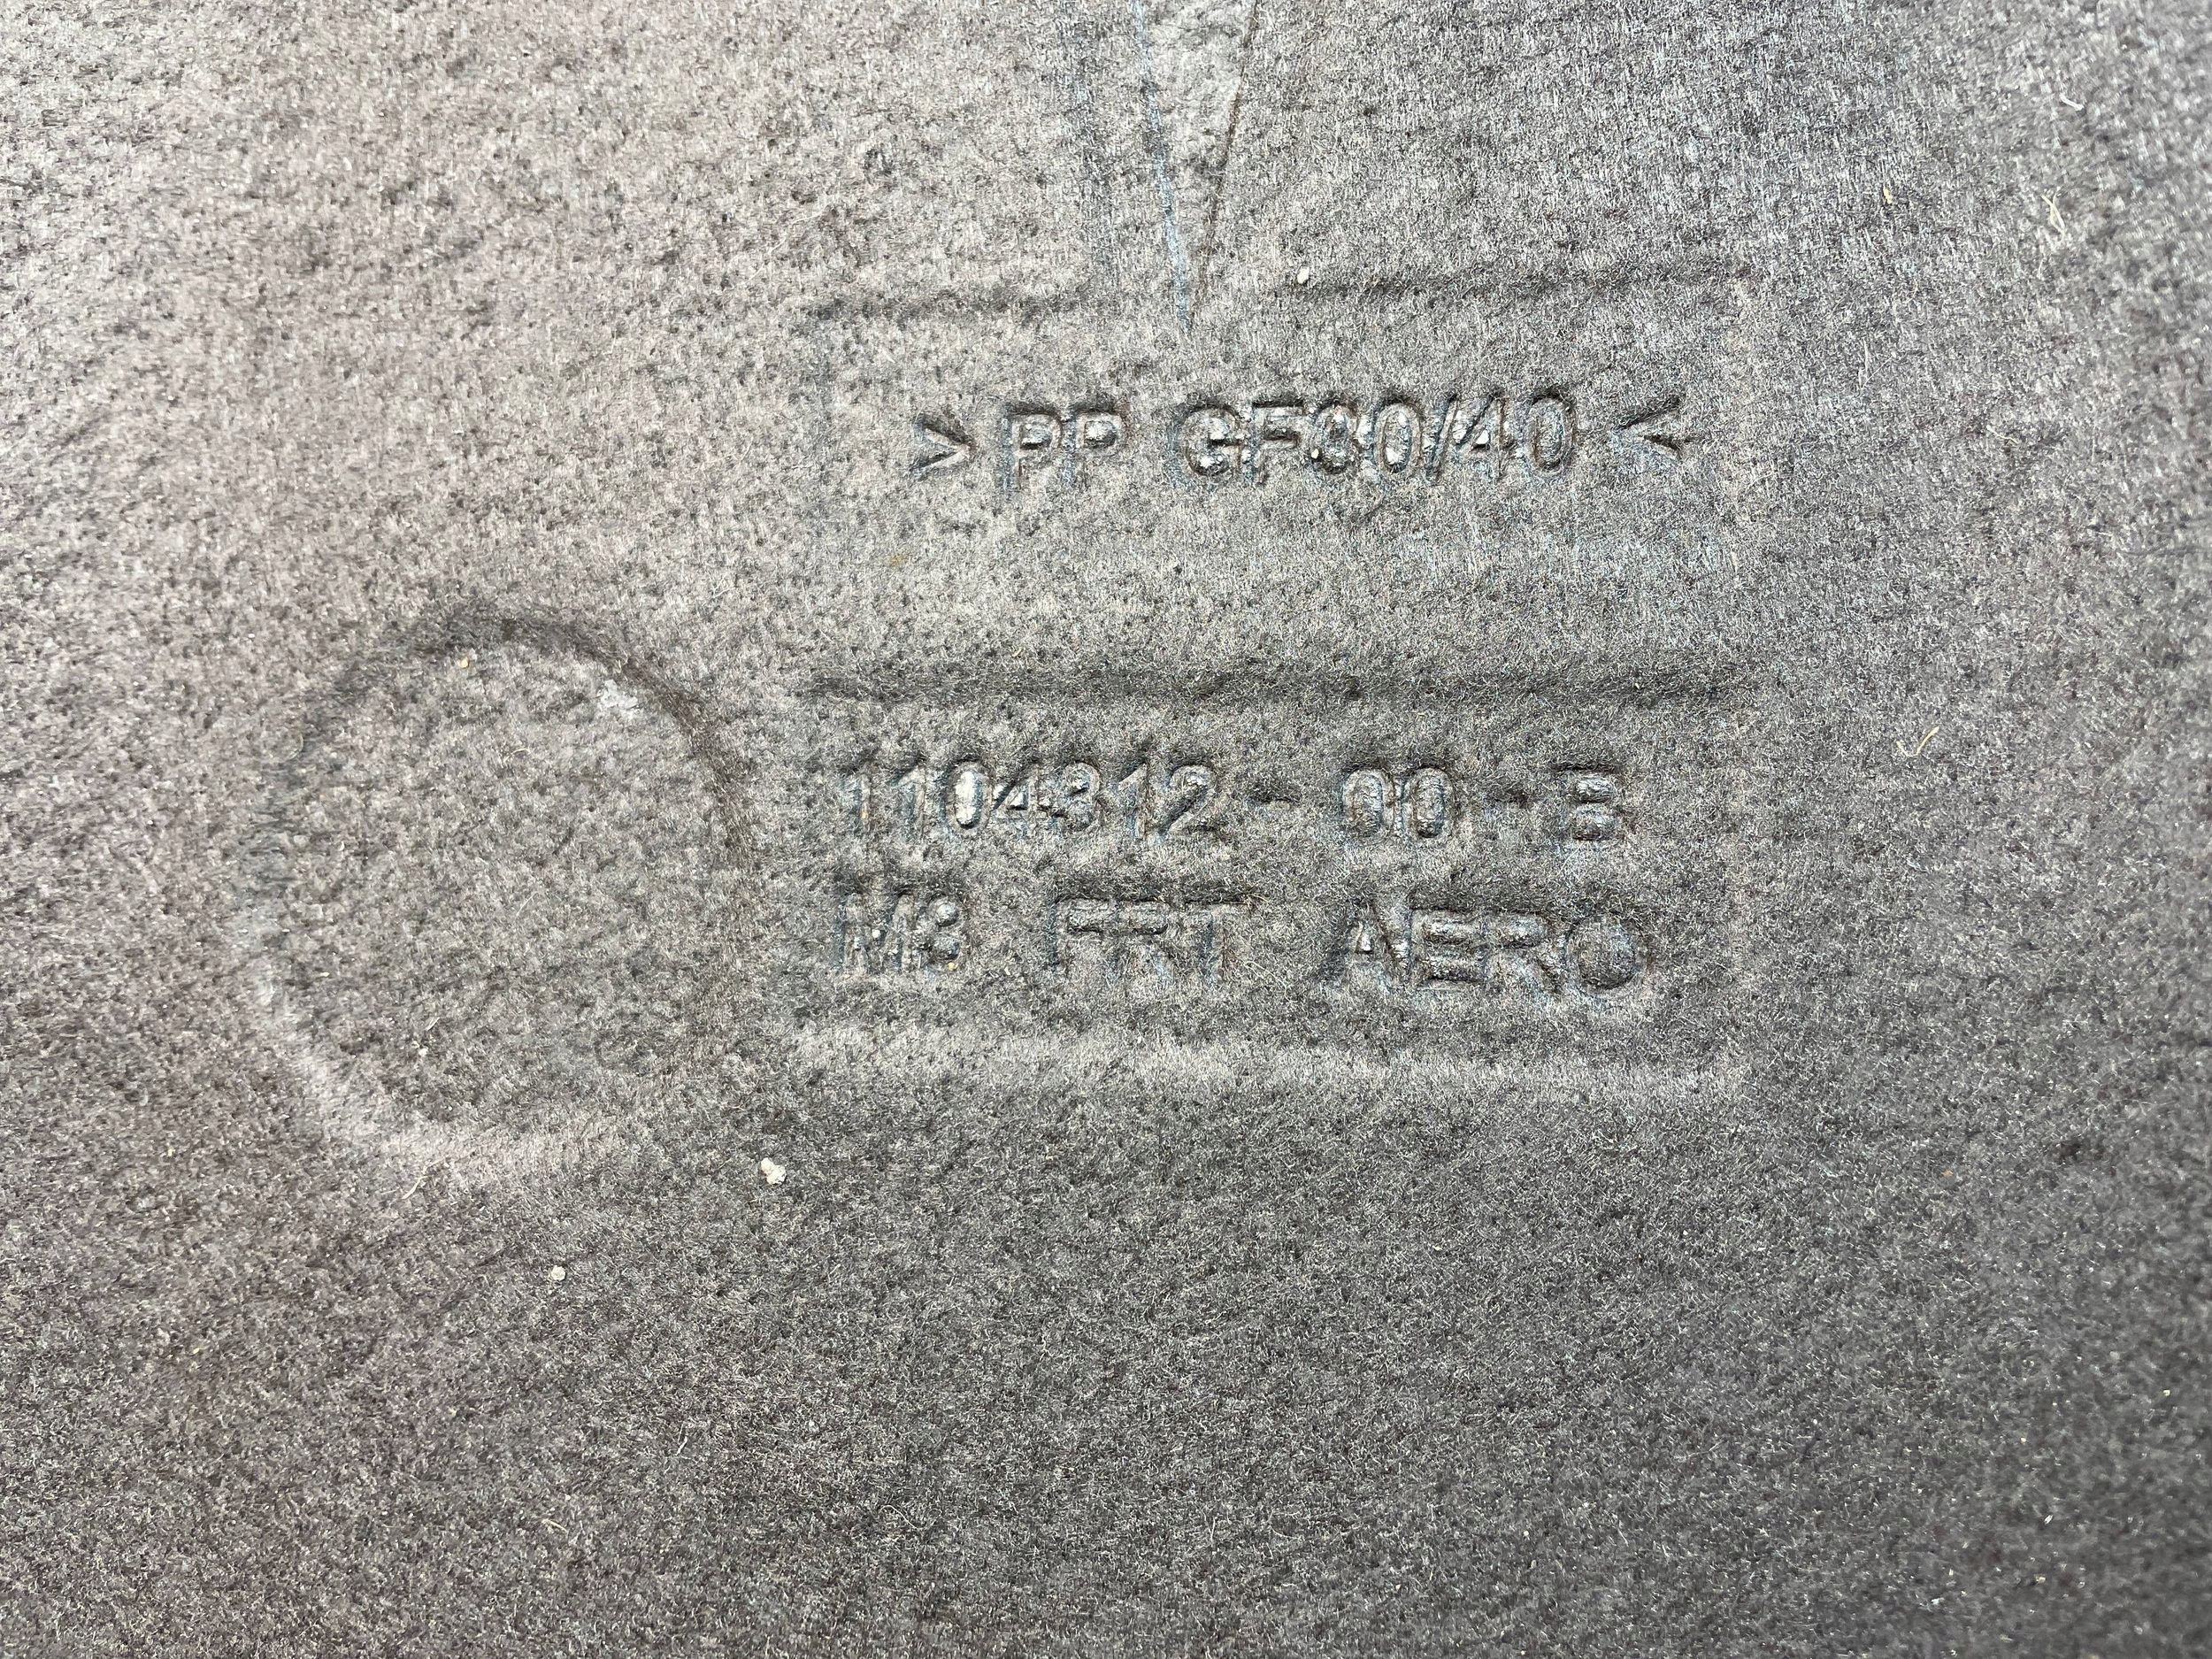 >PP GF30/40<
1104312 - 00 - B
M3 FRT AERO